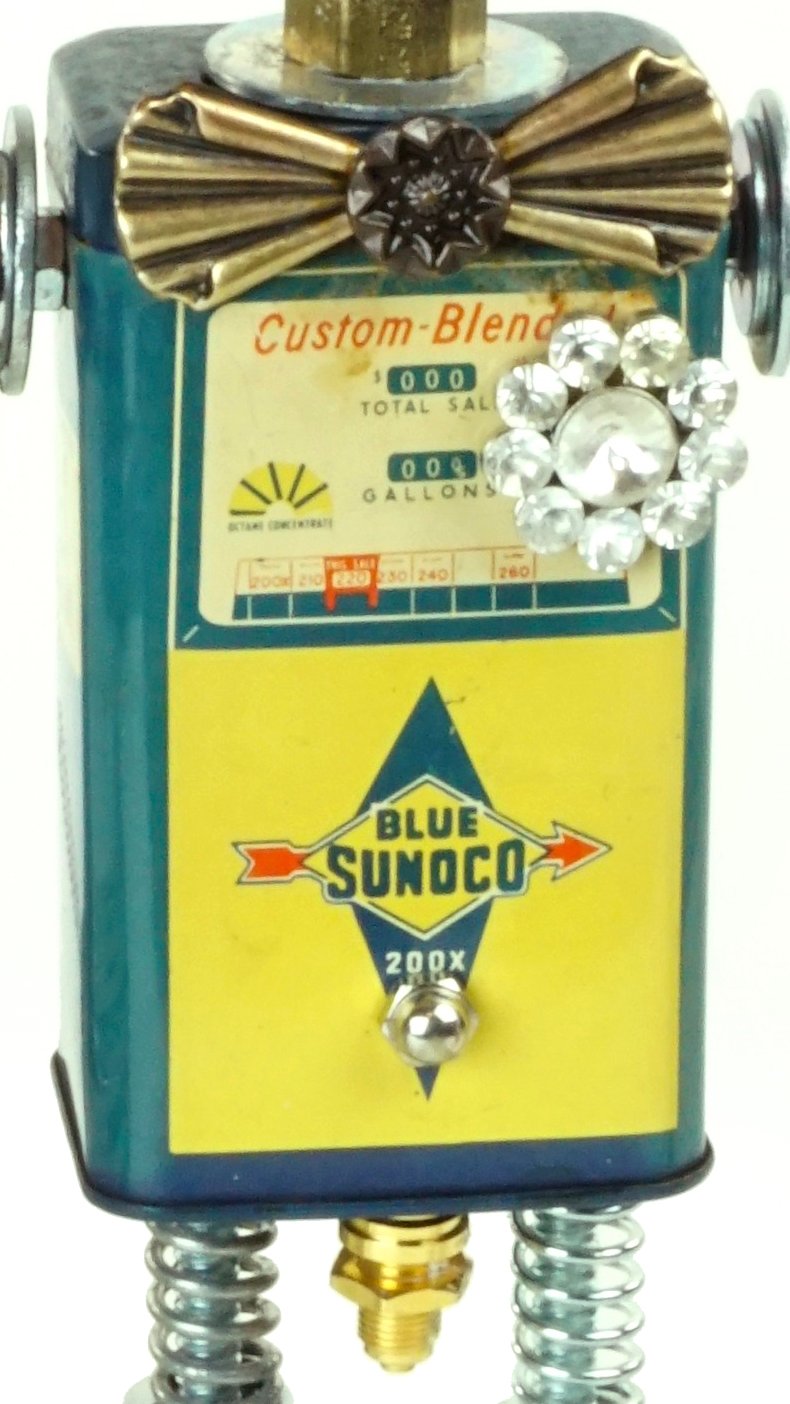 Custom-Blend
$ 000
TOTAL SAL
000
GALLONS
OCTANE CONCENTRATE
THIS SALE
200X 210 220 230 240 260
BLUE
SUNOCO
200X